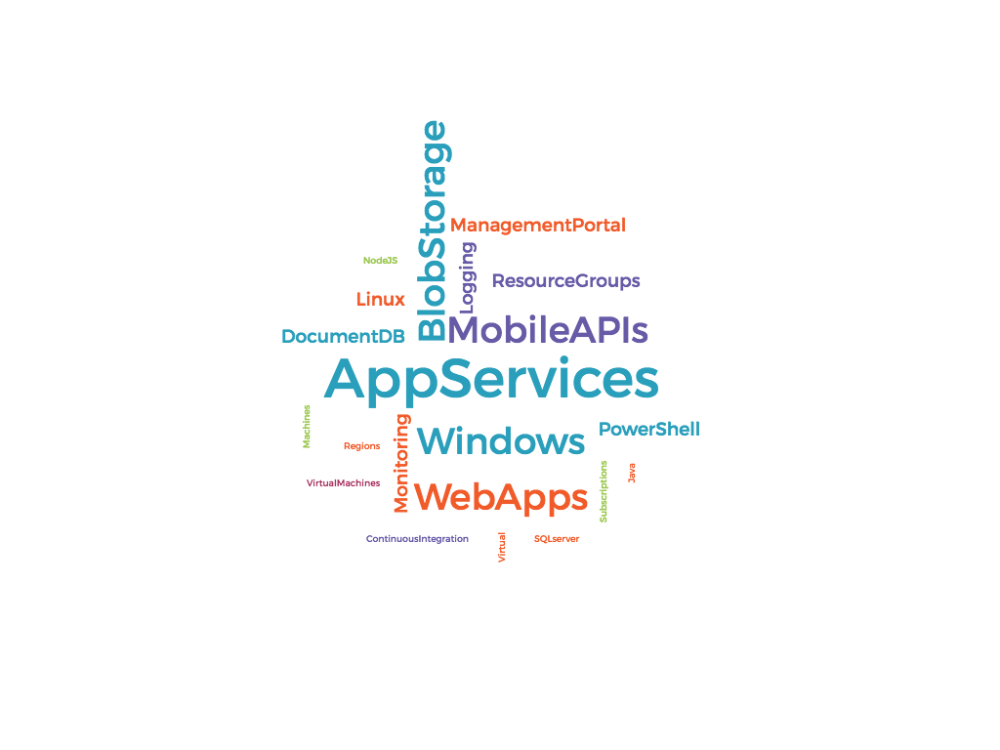 BlobStorage
ManagementPortal
Logging
NodeJS
ResourceGroups
Linux
MobileAPIs
DocumentDB
AppServices
Machines
Monitoring
Windows
PowerShell
Regions
Subscriptions
Java
VirtualMachines
WebApps
ContinuousIntegration
Virtual
SQLserver